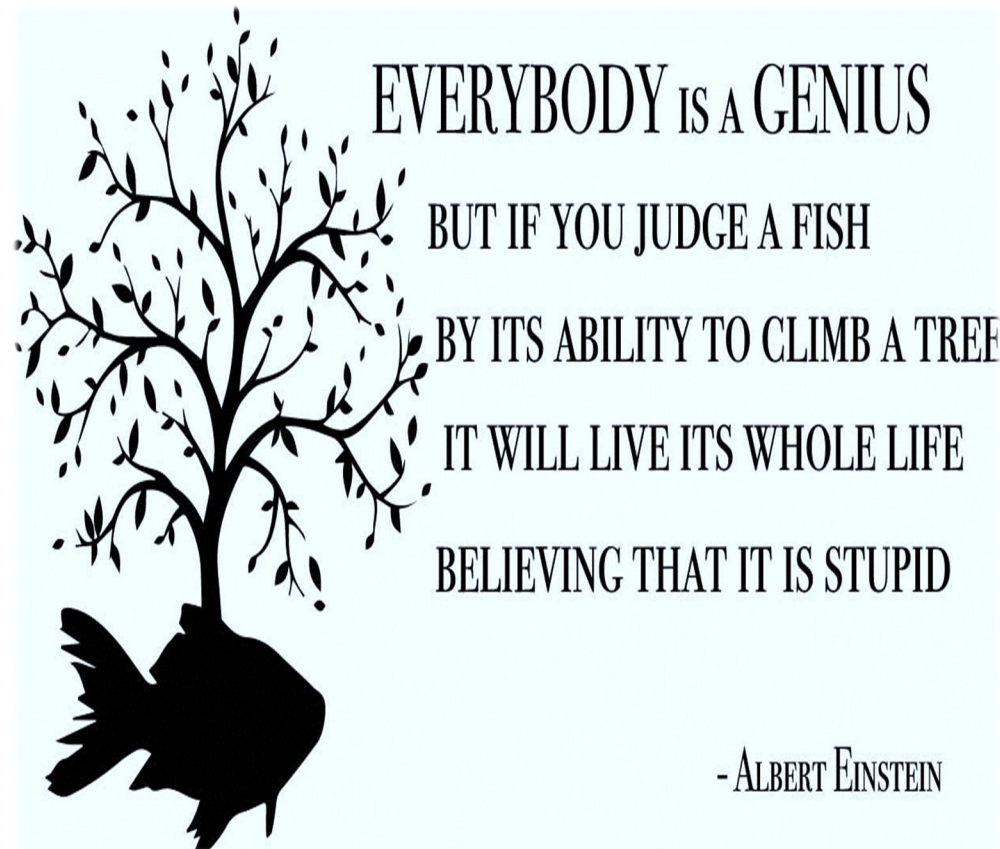 EVERYBODY IS A GENIUS
BUT IF YOU JUDGE A FISH
BY ITS ABILITY TO CLIMB A TREE
IT WILL LIVE ITS WHOLE LIFE
BELIEVING THAT IT IS STUPID
- ALBERT EINSTEIN